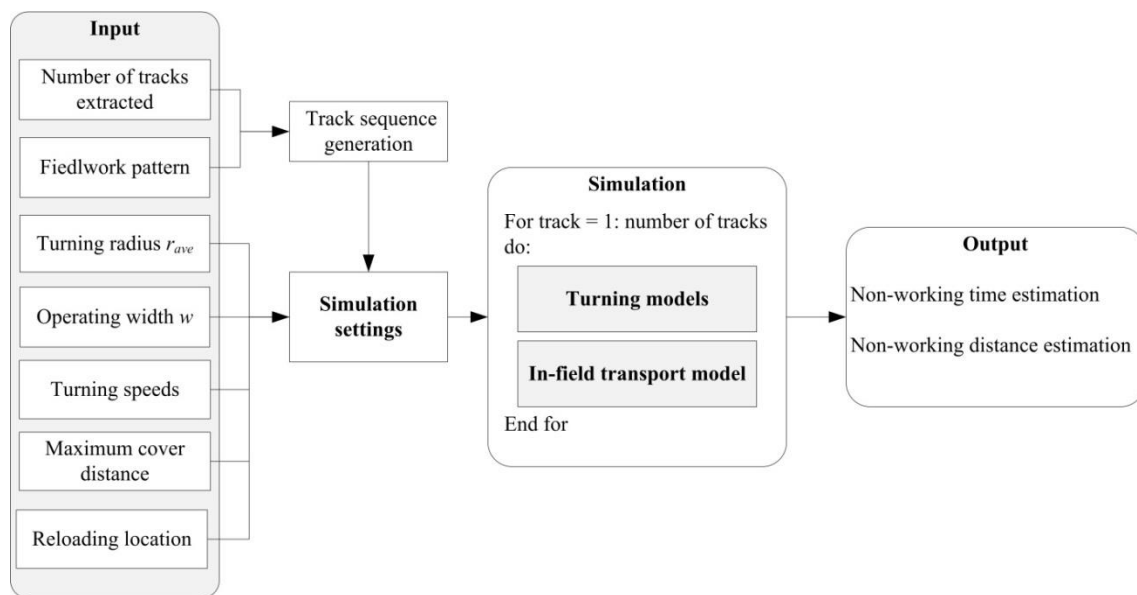 Input
Number of tracks
extracted
Fiedlwork pattern
Turning radius r_ave
Operating width w
Turning speeds
Maximum cover
distance
Reloading location
Track sequence
generation
Simulation
settings
Simulation
For track = 1: number of tracks
do:
Turning models
In-field transport model
End for
Output
Non-working time estimation
Non-working distance estimation